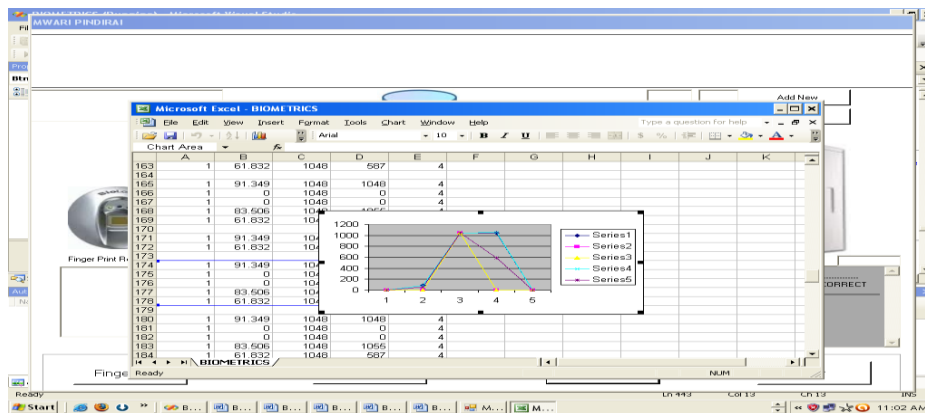 MWARI PINDIRAI
Add New
Microsoft Excel - BIOMETRICS
File Edit View Insert Format Tools Chart Window Help Type a question for help
Arial 10 B I U
Chart Area fx
A B C D E F G H I J K
163 1 61.832 1048 587 4
164
165 1 91.349 1048 1048 4
166 1 0 1048 0 4
167 1 0 1048 0 4
168 1 83.506 1055 4
169 1 61.832
170
171 1 91.349
172 1 61.832
173
174 1 91.349
175 1 0
176 1 0
177 1 83.506
178 1 61.832
179
180 1 91.349 1048 1048 4
181 1 0 1048 0 4
182 1 0 1048 0 4
183 1 83.506 1048 1055 4
184 1 61.832 1048 587 4
1200
1000
800
600
400
200
0
1 2 3 4 5
Series1
Series2
Series3
Series4
Series5
BIOMETRICS
Ready NUM
Finger Print
CORRECT
Finge
Ready Ln 443 Col 13 Ch 13 INS
Start B... B... B... B... B... B... M... M... 11:02 AM